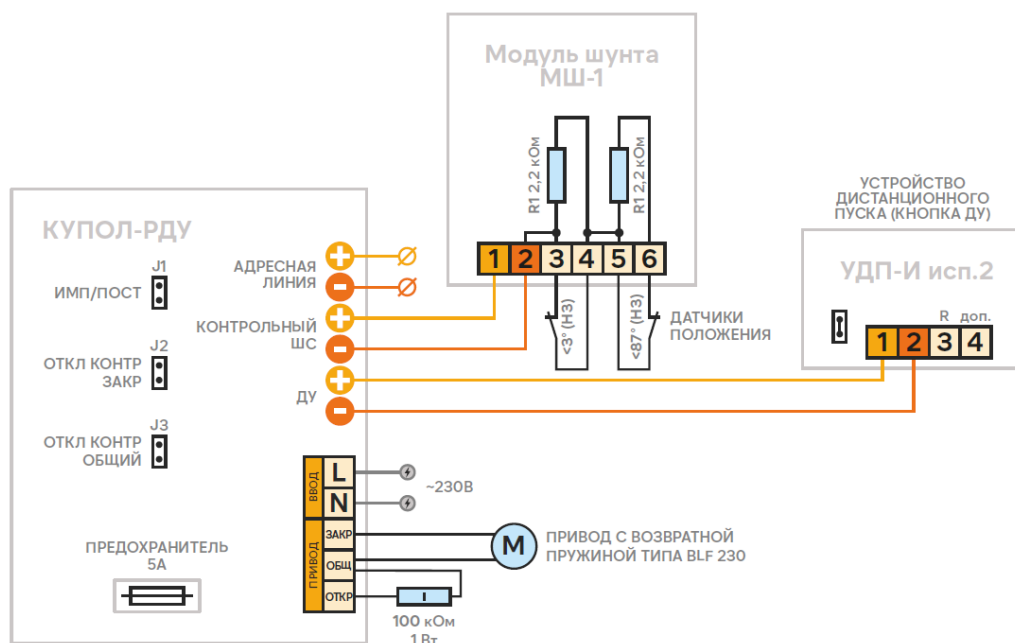 Модуль шунта
МШ-1
R1 2,2 кОм
R1 2,2 кОм
1 2 3 4 5 6
<3° (НЗ)
<87° (НЗ)
ДАТЧИКИ
ПОЛОЖЕНИЯ
УСТРОЙСТВО
ДИСТАНЦИОННОГО
ПУСКА (КНОПКА ДУ)
УДП-И исп.2
R доп.
1 2 3 4
КУПОЛ-РДУ
J1
ИМП/ПОСТ
J2
ОТКЛ КОНТР
ЗАКР
J3
ОТКЛ КОНТР
ОБЩИЙ
ПРЕДОХРАНИТЕЛЬ
5А
АДРЕСНАЯ
ЛИНИЯ
+
-
КОНТРОЛЬНЫЙ
ШС
+
-
ДУ
+
-
ВВОД
L
N
~230В
ПРИВОД
ЗАКР
ОБЩ
ОТКР
М
ПРИВОД С ВОЗВРАТНОЙ
ПРУЖИНОЙ ТИПА BLF 230
100 кОм
1 Вт